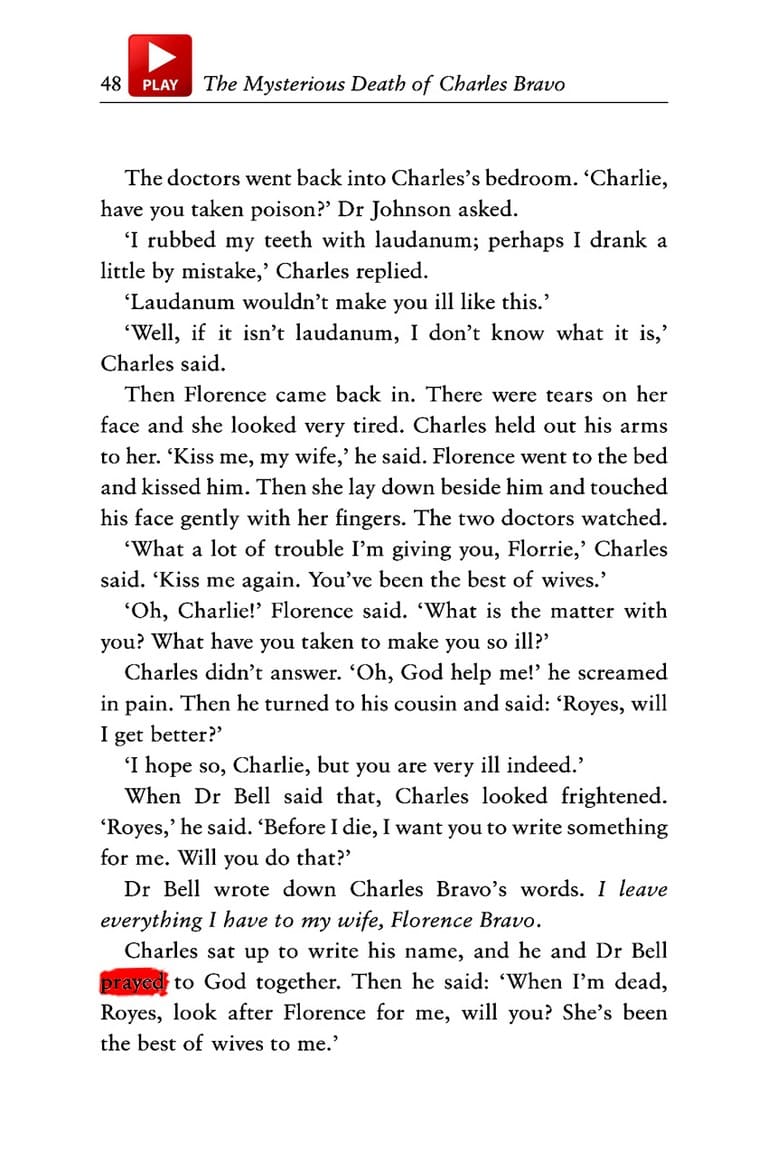 48 PLAY The Mysterious Death of Charles Bravo
The doctors went back into Charles’s bedroom. ‘Charlie,
have you taken poison?’ Dr Johnson asked.
‘I rubbed my teeth with laudanum; perhaps I drank a
little by mistake,’ Charles replied.
‘Laudanum wouldn’t make you ill like this.’
‘Well, if it isn’t laudanum, I don’t know what it is,’
Charles said.
Then Florence came back in. There were tears on her
face and she looked very tired. Charles held out his arms
to her. ‘Kiss me, my wife,’ he said. Florence went to the bed
and kissed him. Then she lay down beside him and touched
his face gently with her fingers. The two doctors watched.
‘What a lot of trouble I’m giving you, Florrie,’ Charles
said. ‘Kiss me again. You’ve been the best of wives.’
‘Oh, Charlie!’ Florence said. ‘What is the matter with
you? What have you taken to make you so ill?’
Charles didn’t answer. ‘Oh, God help me!’ he screamed
in pain. Then he turned to his cousin and said: ‘Royes, will
I get better?’
‘I hope so, Charlie, but you are very ill indeed.’
When Dr Bell said that, Charles looked frightened.
‘Royes,’ he said. ‘Before I die, I want you to write something
for me. Will you do that?’
Dr Bell wrote down Charles Bravo’s words. I leave
everything I have to my wife, Florence Bravo.
Charles sat up to write his name, and he and Dr Bell
prayed to God together. Then he said: ‘When I’m dead,
Royes, look after Florence for me, will you? She’s been
the best of wives to me.’